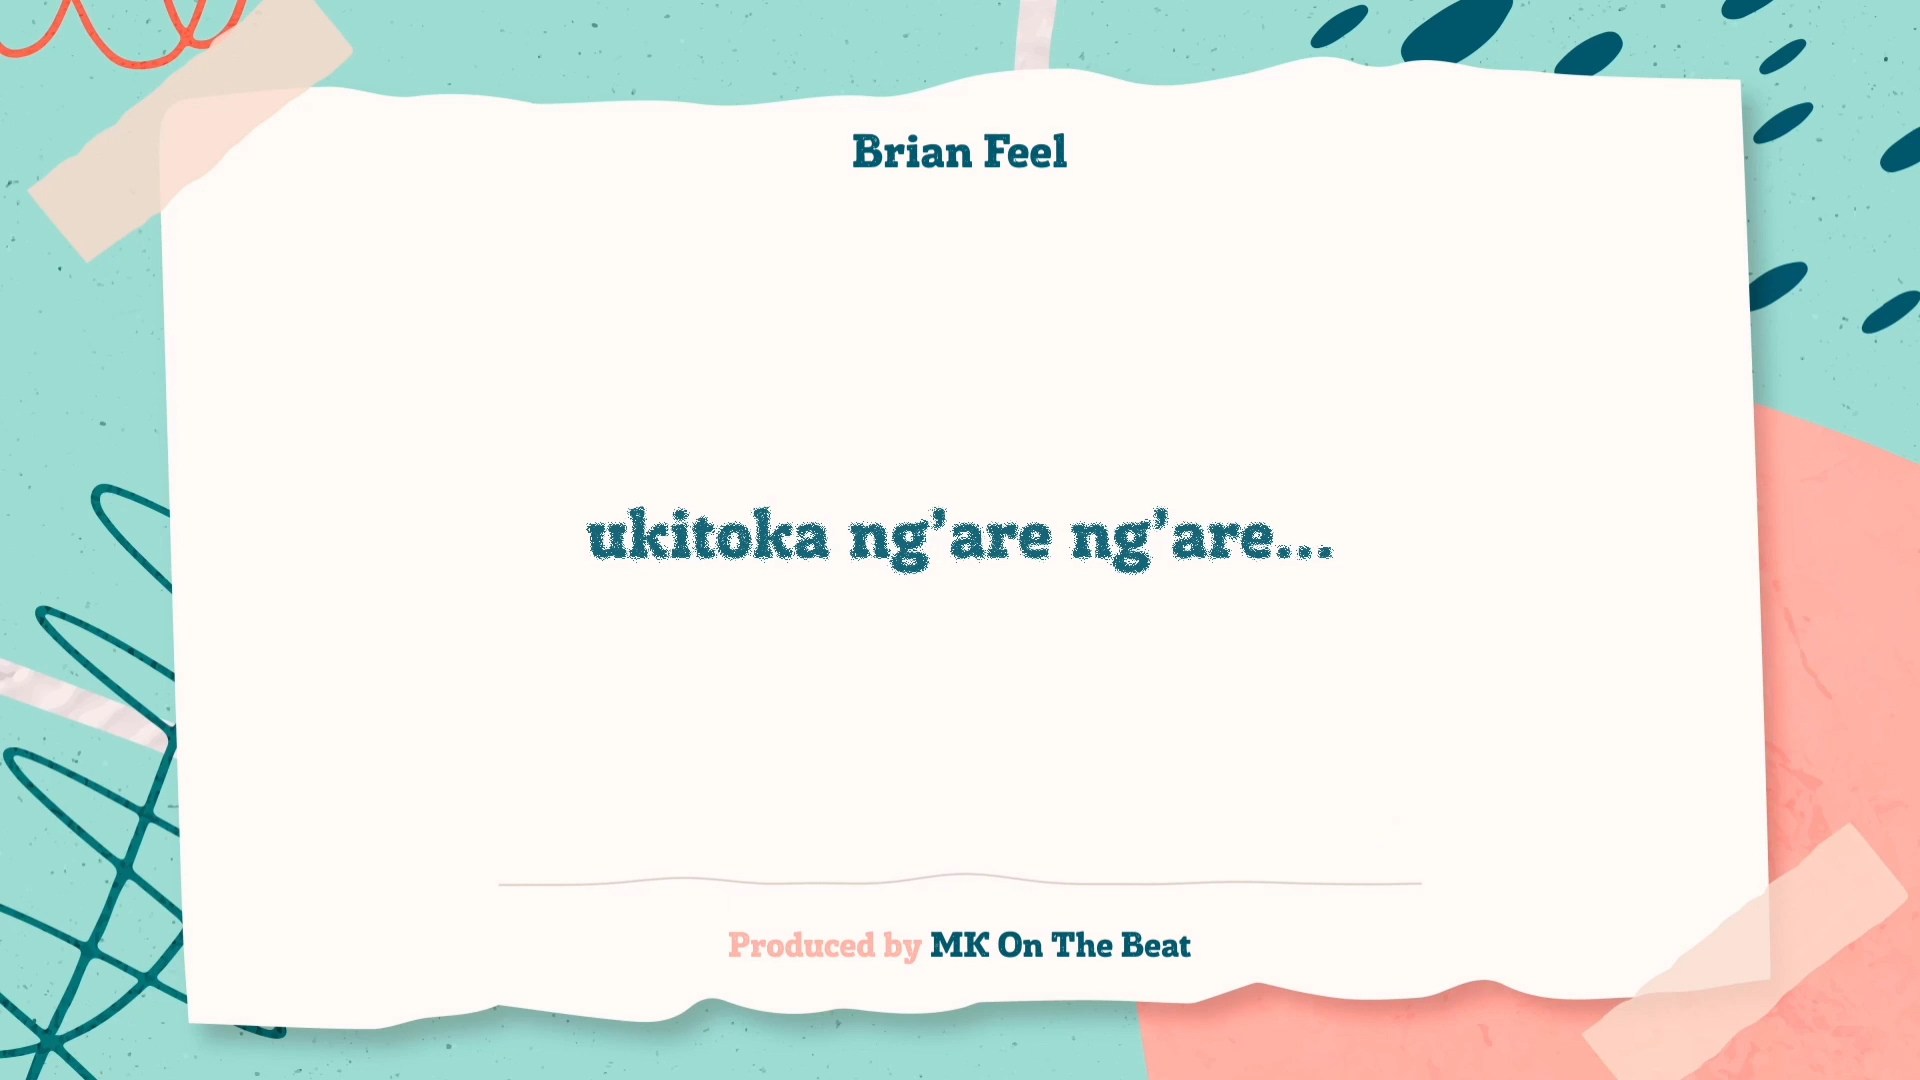 Brian Feel
ukitoka ng’are ng’are...
Produced by MK On The Beat